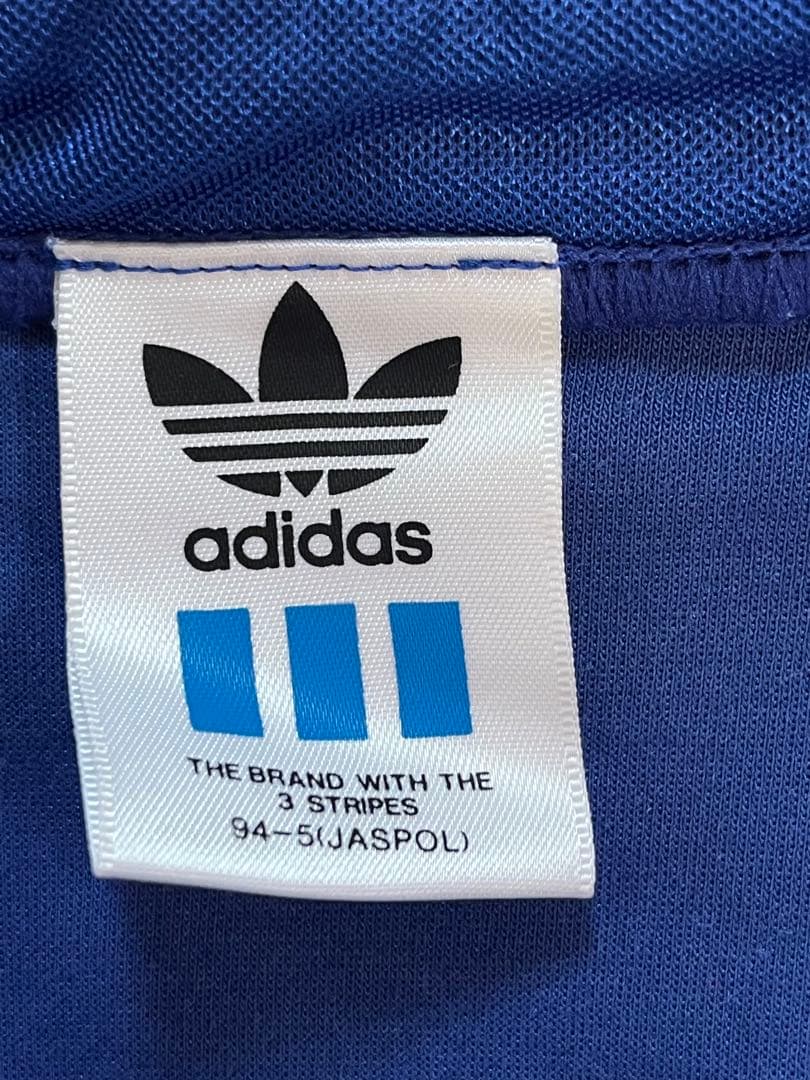 adidas
THE BRAND WITH THE
3 STRIPES
94-5(JASPOL)